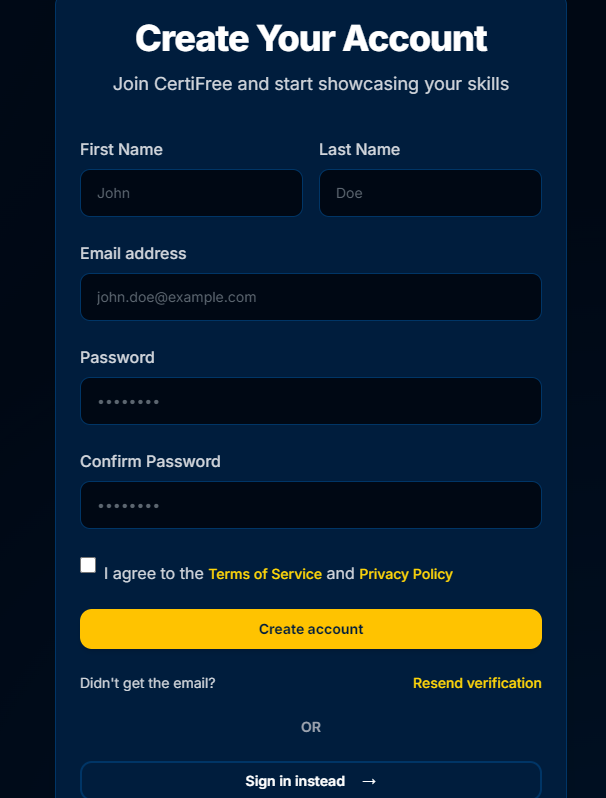 Create Your Account
Join CertiFree and start showcasing your skills
First Name Last Name
John Doe
Email address
john.doe@example.com
Password
••••••••
Confirm Password
••••••••
I agree to the Terms of Service and Privacy Policy
Create account
Didn't get the email? Resend verification
OR
Sign in instead →